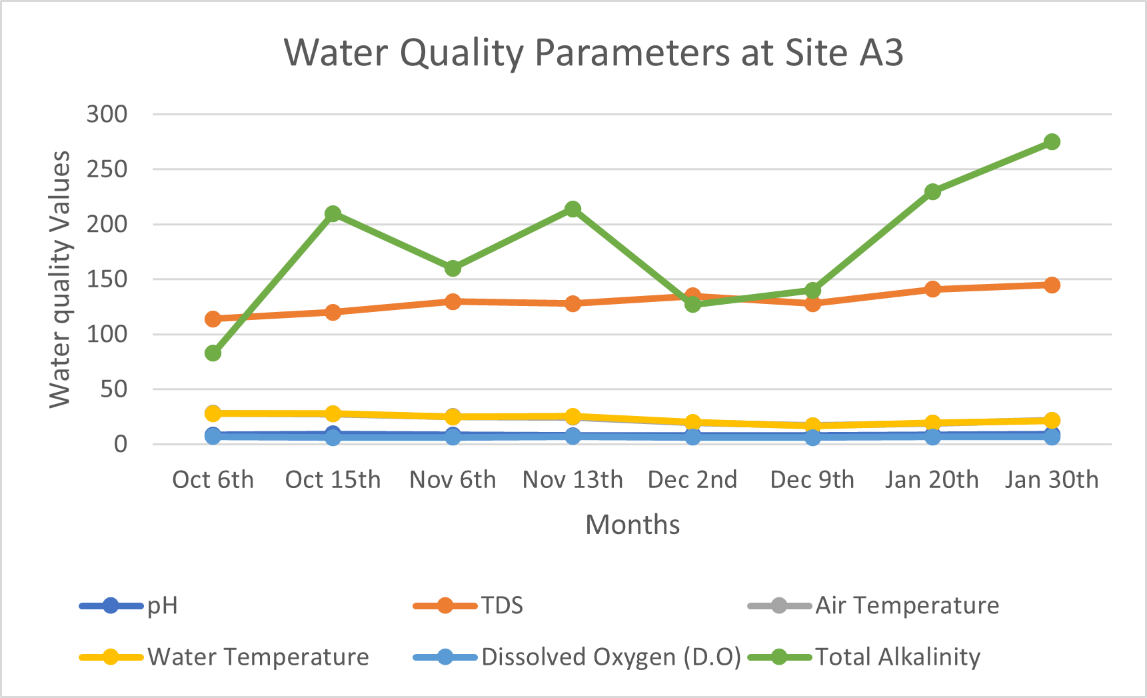 Water Quality Parameters at Site A3
Water quality Values
300
250
200
150
100
50
0
Oct 6th Oct 15th Nov 6th Nov 13th Dec 2nd Dec 9th Jan 20th Jan 30th
Months
pH TDS Air Temperature
Water Temperature Dissolved Oxygen (D.O) Total Alkalinity